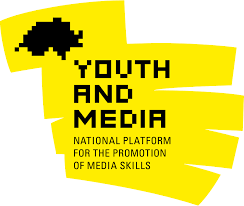 YOUTH
AND
MEDIA
NATIONAL PLATFORM
FOR THE PROMOTION
OF MEDIA SKILLS